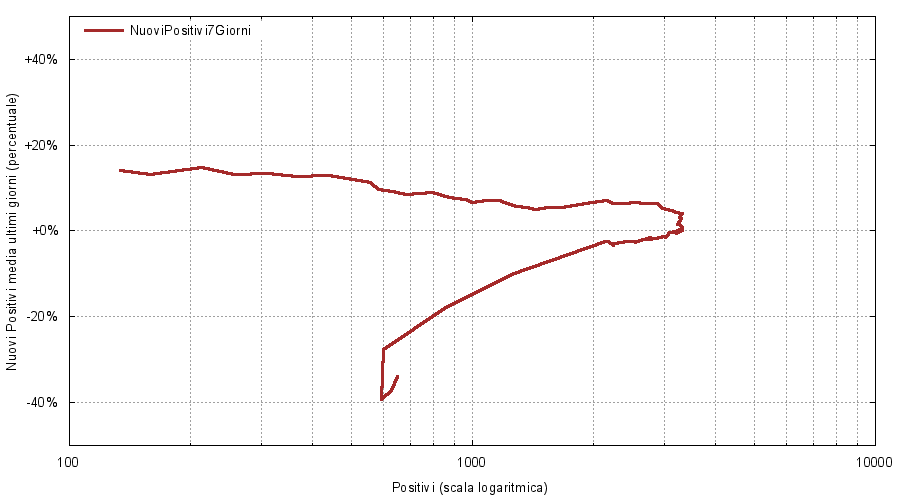 NuoviPositivi7Giorni
+40%
+20%
+0%
-20%
-40%
Nuovi Positivi media ultimi giorni (percentuale)
100
1000
10000
Positivi (scala logaritmica)